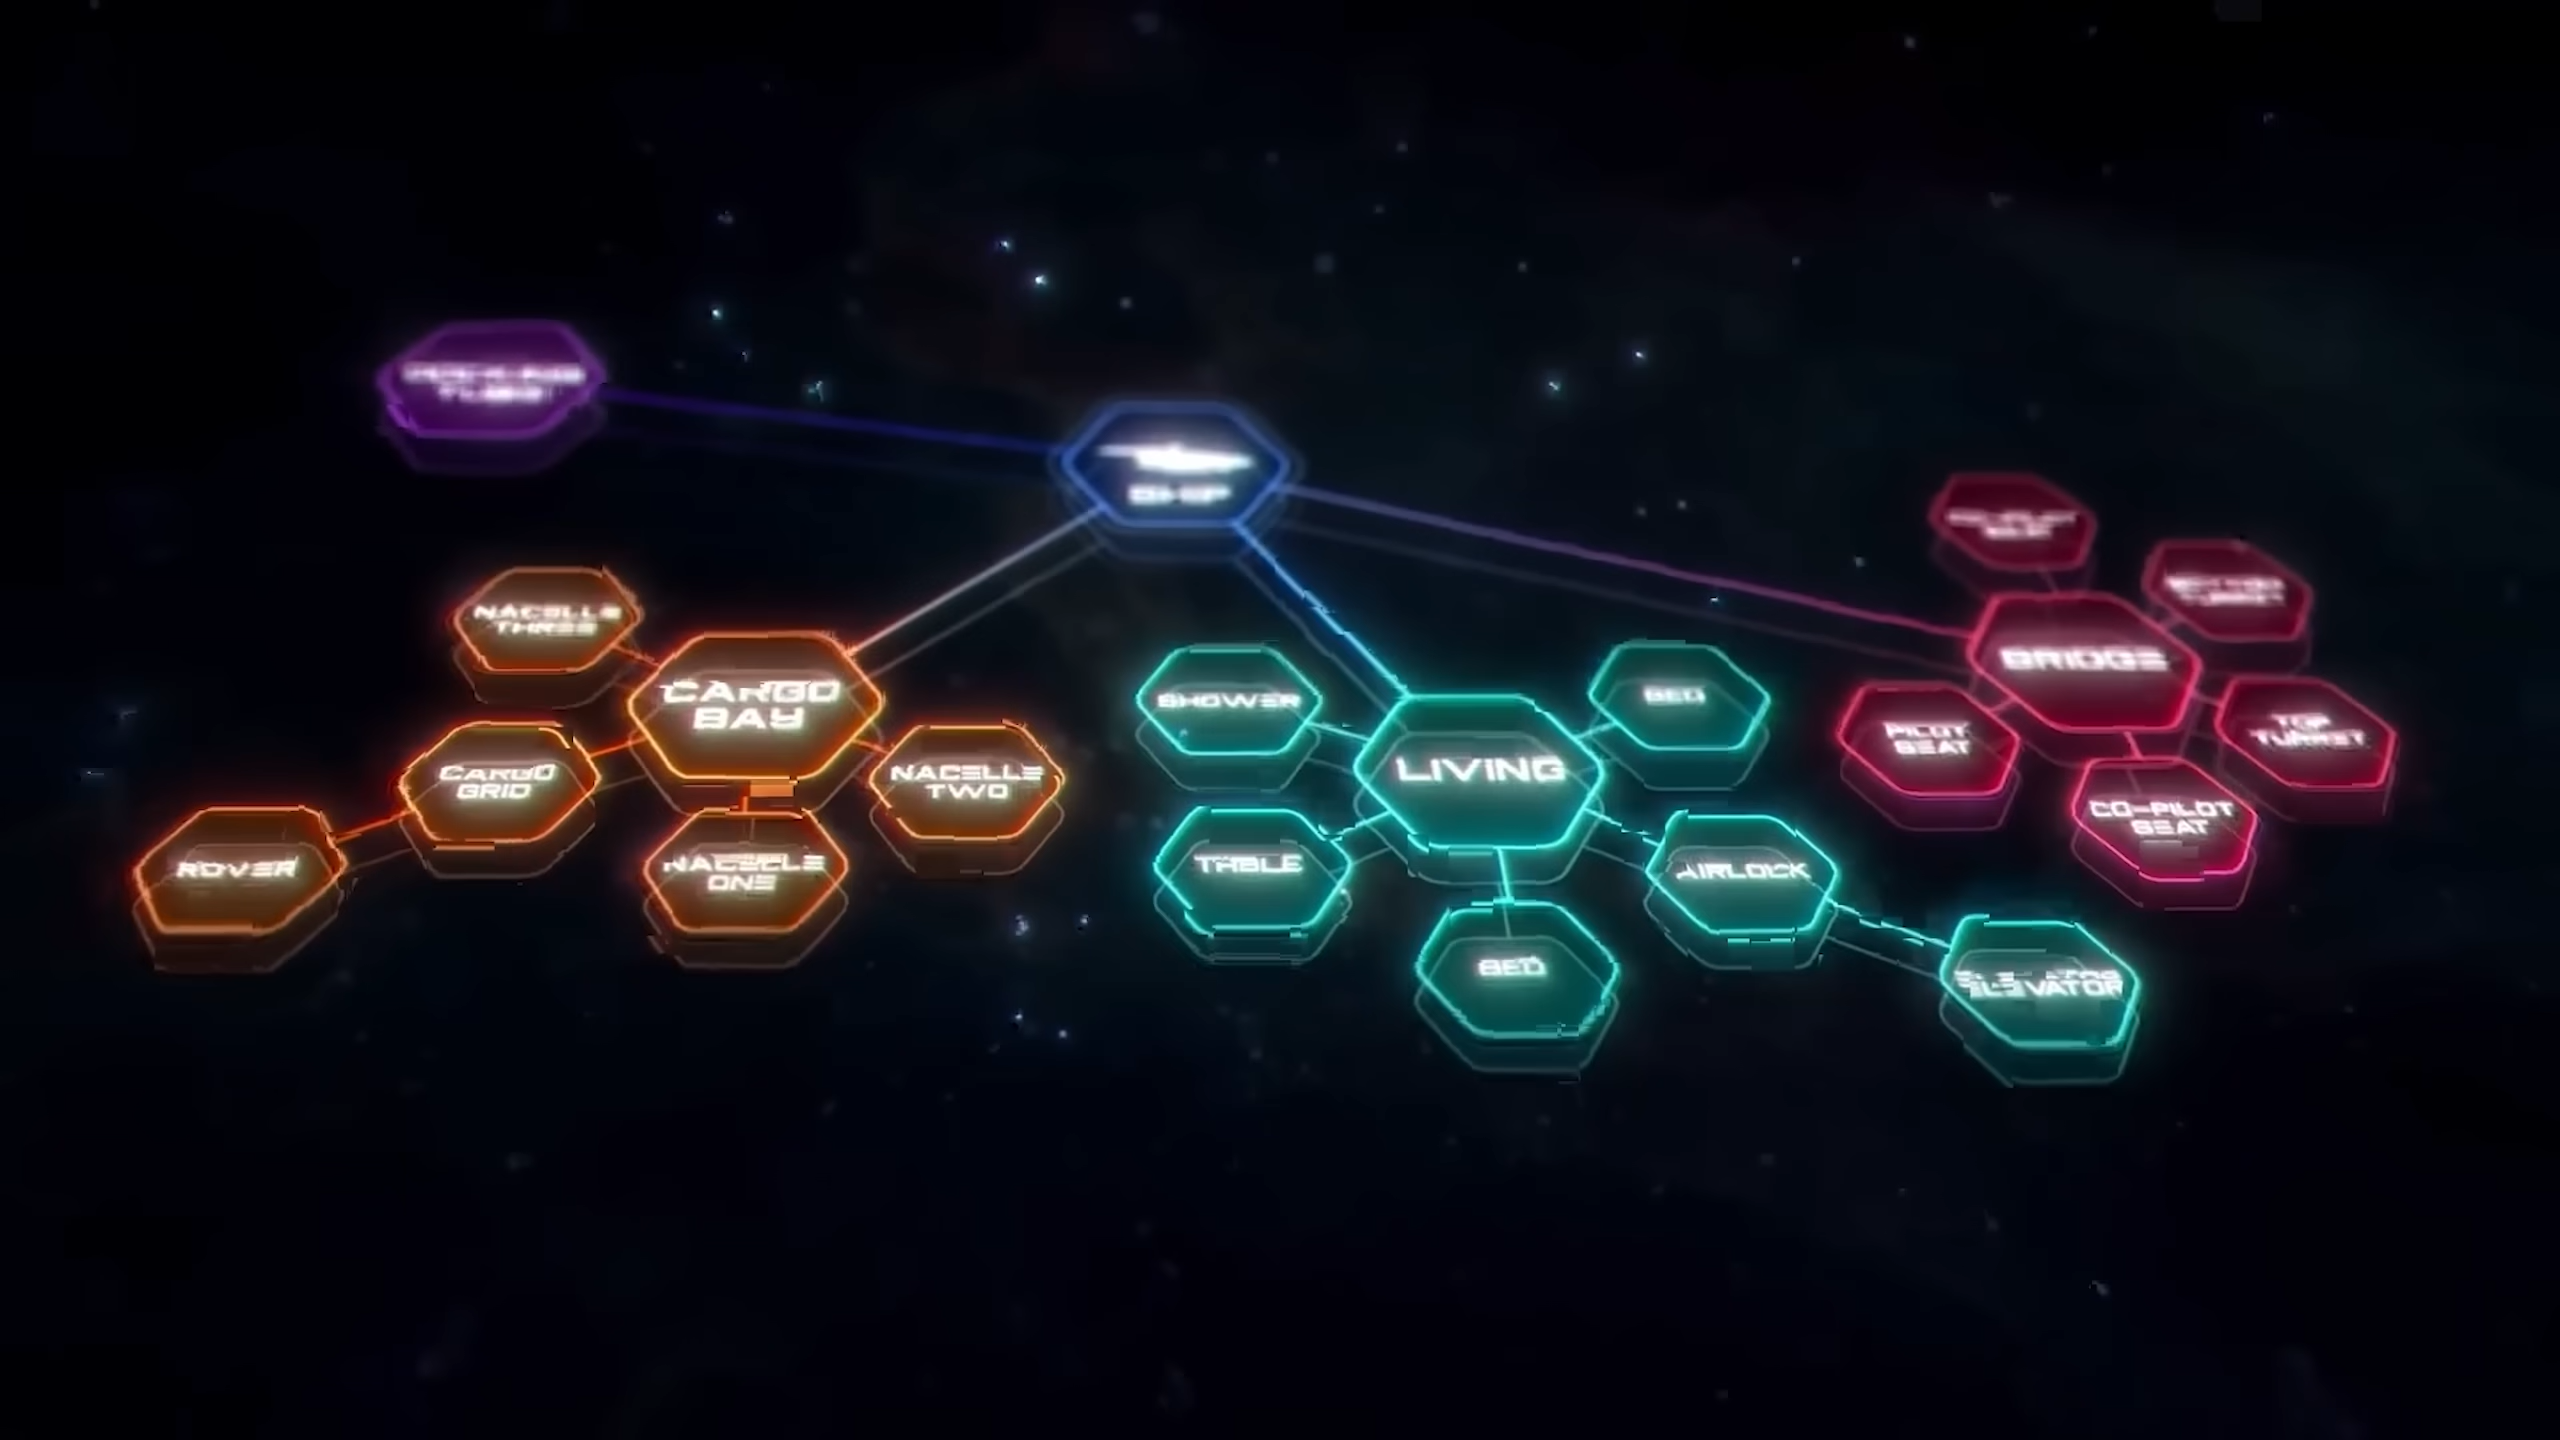 SHIP
NACELLE
THREE
CARGO
BAY
CARGO
GRID
NACELLE
TWO
ROVER
NACELLE
ONE
SHOWER
BED
LIVING
TABLE
AIRLOCK
BED
ELEVATOR
BRIDGE
PILOT
SEAT
TOP
TURRET
CO-PILOT
SEAT
TURRET